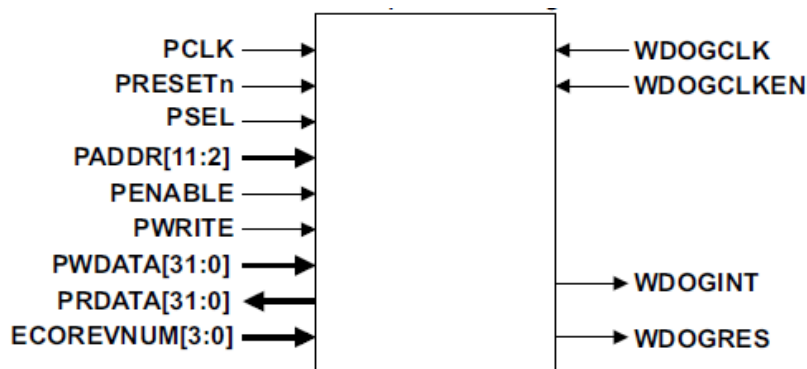 PCLK
PRESETn
PSEL
PADDR[11:2]
PENABLE
PWRITE
PWDATA[31:0]
PRDATA[31:0]
ECOREVNUM[3:0]
WDOGCLK
WDOGCLKEN
WDOGINT
WDOGRES